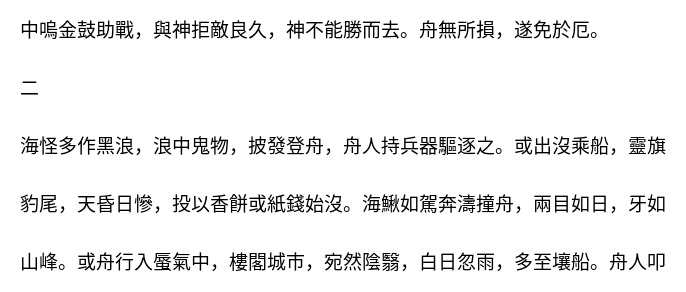 中嗚金鼓助戰，與神拒敵良久，神不能勝而去。舟無所損，遂免於厄。
二
海怪多作黑浪，浪中鬼物，披發登舟，舟人持兵器驅逐之。或出沒乘船，靈旗
豹尾，天昏日慘，投以香餅或紙錢始沒。海鰍如駕奔濤撞舟，兩目如日，牙如
山峰。或舟行入蜃氣中，樓閣城市，宛然陰翳，白日忽雨，多至壤船。舟人叩